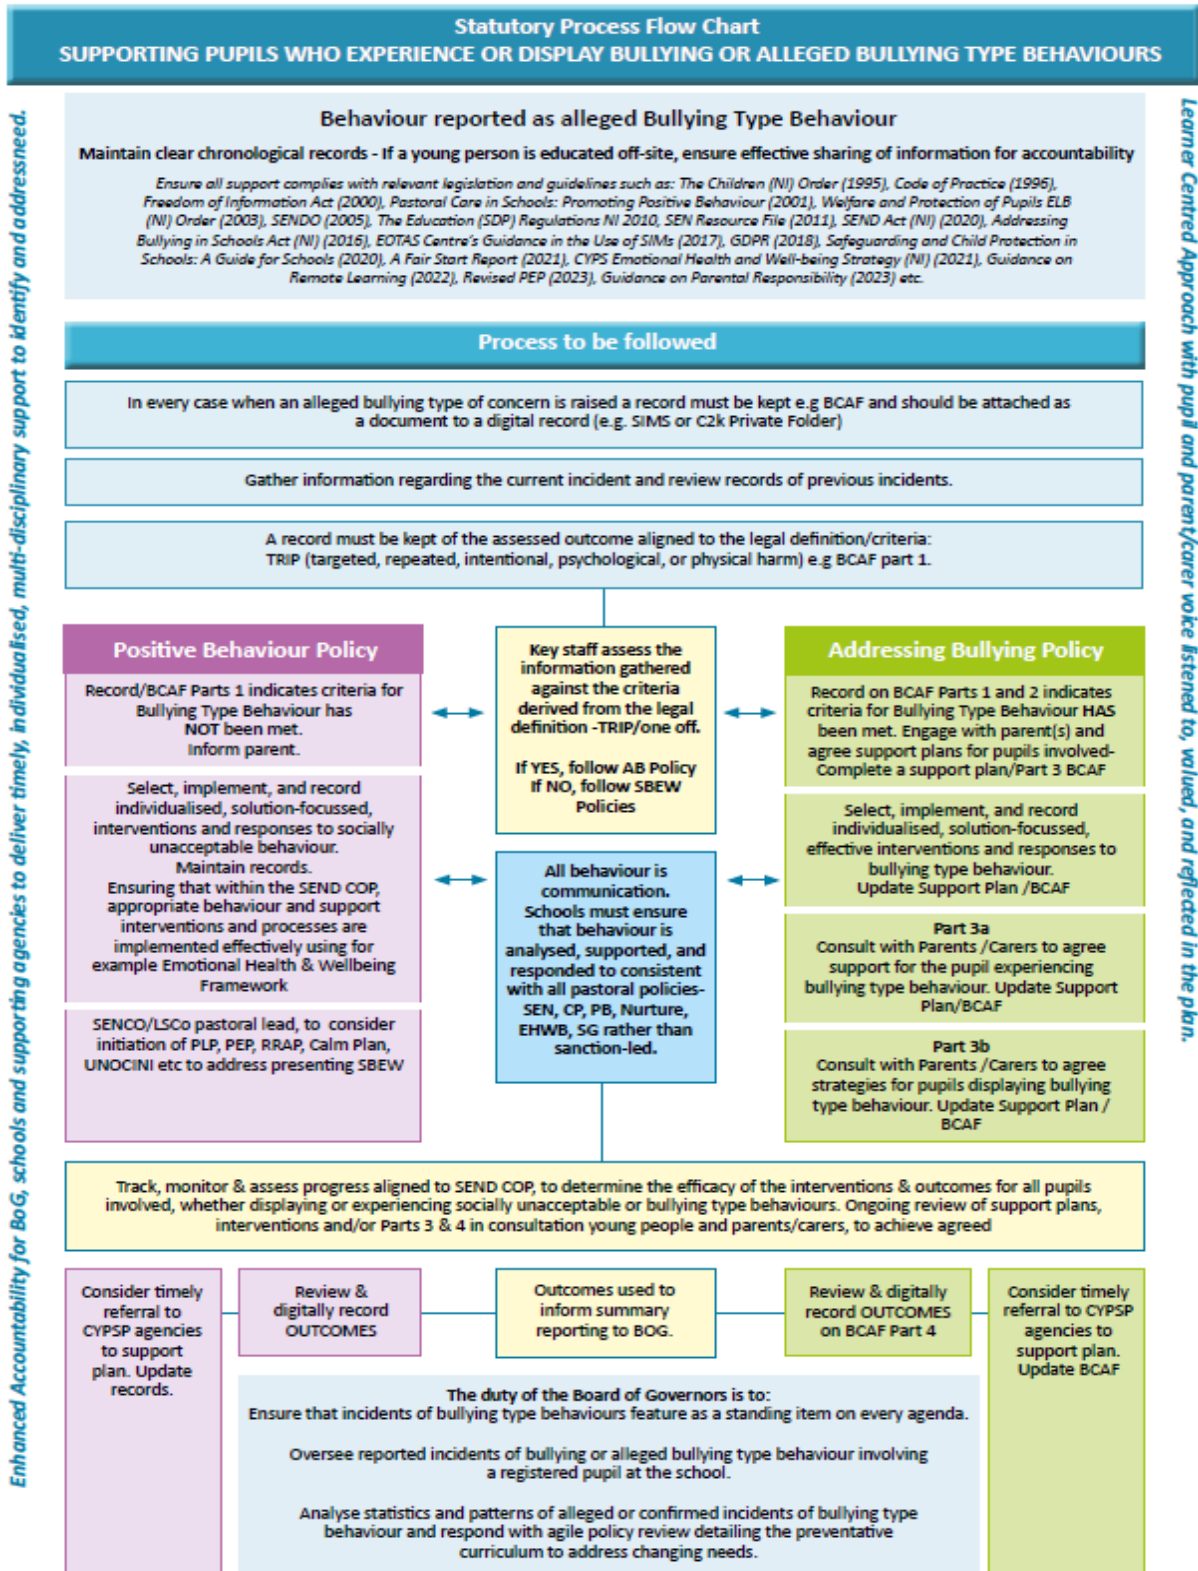 Statutory Process Flow Chart
SUPPORTING PUPILS WHO EXPERIENCE OR DISPLAY BULLYING OR ALLEGED BULLYING TYPE BEHAVIOURS
Enhanced Accountability for BoG, schools and supporting agencies to deliver timely, individualised, multi-disciplinary support to identify and addressneed.
Learner Centred Approach with pupil and parent/carer voice listened to, valued, and reflected in the plan.
Behaviour reported as alleged Bullying Type Behaviour
Maintain clear chronological records - If a young person is educated off-site, ensure effective sharing of information for accountability
Ensure all support complies with relevant legislation and guidelines such as: The Children (NI) Order (1995), Code of Practice (1996),
Freedom of Information Act (2000), Pastoral Care in Schools: Promoting Positive Behaviour (2001), Welfare and Protection of Pupils ELB
(NI) Order (2003), SENDO (2005), The Education (SDP) Regulations NI 2010, SEN Resource File (2011), SEND Act (NI) (2020), Addressing
Bullying in Schools Act (NI) (2016), EOTAS Centre's Guidance in the Use of SIMs (2017), GDPR (2018), Safeguarding and Child Protection in
Schools: A Guide for Schools (2020), A Fair Start Report (2021), CYPS Emotional Health and Well-being Strategy (NI) (2021), Guidance on
Remote Learning (2022), Revised PEP (2023), Guidance on Parental Responsibility (2023) etc.
Process to be followed
In every case when an alleged bullying type of concern is raised a record must be kept e.g BCAF and should be attached as
a document to a digital record (e.g. SIMS or C2k Private Folder)
Gather information regarding the current incident and review records of previous incidents.
A record must be kept of the assessed outcome aligned to the legal definition/criteria:
TRIP (targeted, repeated, intentional, psychological, or physical harm) e.g BCAF part 1.
Positive Behaviour Policy
Record/BCAF Parts 1 indicates criteria for
Bullying Type Behaviour has
NOT been met.
Inform parent.
Select, implement, and record
individualised, solution-focussed,
interventions and responses to socially
unacceptable behaviour.
Maintain records.
Ensuring that within the SEND COP,
appropriate behaviour and support
interventions and processes are
implemented effectively using for
example Emotional Health & Wellbeing
Framework
SENCO/LSCo pastoral lead, to consider
initiation of PLP, PEP, RRAP, Calm Plan,
UNOCINI etc to address presenting SBEW
Key staff assess the
information gathered
against the criteria
derived from the legal
definition -TRIP/one off.
If YES, follow AB Policy
If NO, follow SBEW
Policies
All behaviour is
communication.
Schools must ensure
that behaviour is
analysed, supported, and
responded to consistent
with all pastoral policies-
SEN, CP, PB, Nurture,
EHWB, SG rather than
sanction-led.
Addressing Bullying Policy
Record on BCAF Parts 1 and 2 indicates
criteria for Bullying Type Behaviour HAS
been met. Engage with parent(s) and
agree support plans for pupils involved-
Complete a support plan/Part 3 BCAF
Select, implement, and record
individualised, solution-focussed,
effective interventions and responses to
bullying type behaviour.
Update Support Plan /BCAF
Part 3a
Consult with Parents /Carers to agree
support for the pupil experiencing
bullying type behaviour. Update Support
Plan/BCAF
Part 3b
Consult with Parents /Carers to agree
strategies for pupils displaying bullying
type behaviour. Update Support Plan /
BCAF
Track, monitor & assess progress aligned to SEND COP, to determine the efficacy of the interventions & outcomes for all pupils
involved, whether displaying or experiencing socially unacceptable or bullying type behaviours. Ongoing review of support plans,
interventions and/or Parts 3 & 4 in consultation young people and parents/carers, to achieve agreed
Consider timely
referral to
CYPSP agencies
to support
plan. Update
records.
Review &
digitally record
OUTCOMES
Outcomes used to
inform summary
reporting to BOG.
Review & digitally
record OUTCOMES
on BCAF Part 4
Consider timely
referral to CYPSP
agencies to
support plan.
Update BCAF
The duty of the Board of Governors is to:
Ensure that incidents of bullying type behaviours feature as a standing item on every agenda.
Oversee reported incidents of bullying or alleged bullying type behaviour involving
a registered pupil at the school.
Analyse statistics and patterns of alleged or confirmed incidents of bullying type
behaviour and respond with agile policy review detailing the preventative
curriculum to address changing needs.